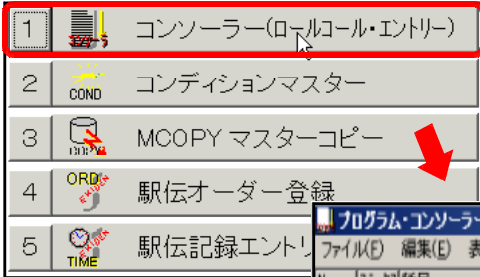 1 コンソーラー(ロールコール・エントリー)
2 COND コンディションマスター
3 COPY MCOPY マスターコピー
4 ORD EKIDEN 駅伝オーダー登録
5 TIME EKIDEN 駅伝記録エントリ
プログラム・コンソーラー
ファイル(F) 編集(E) 表